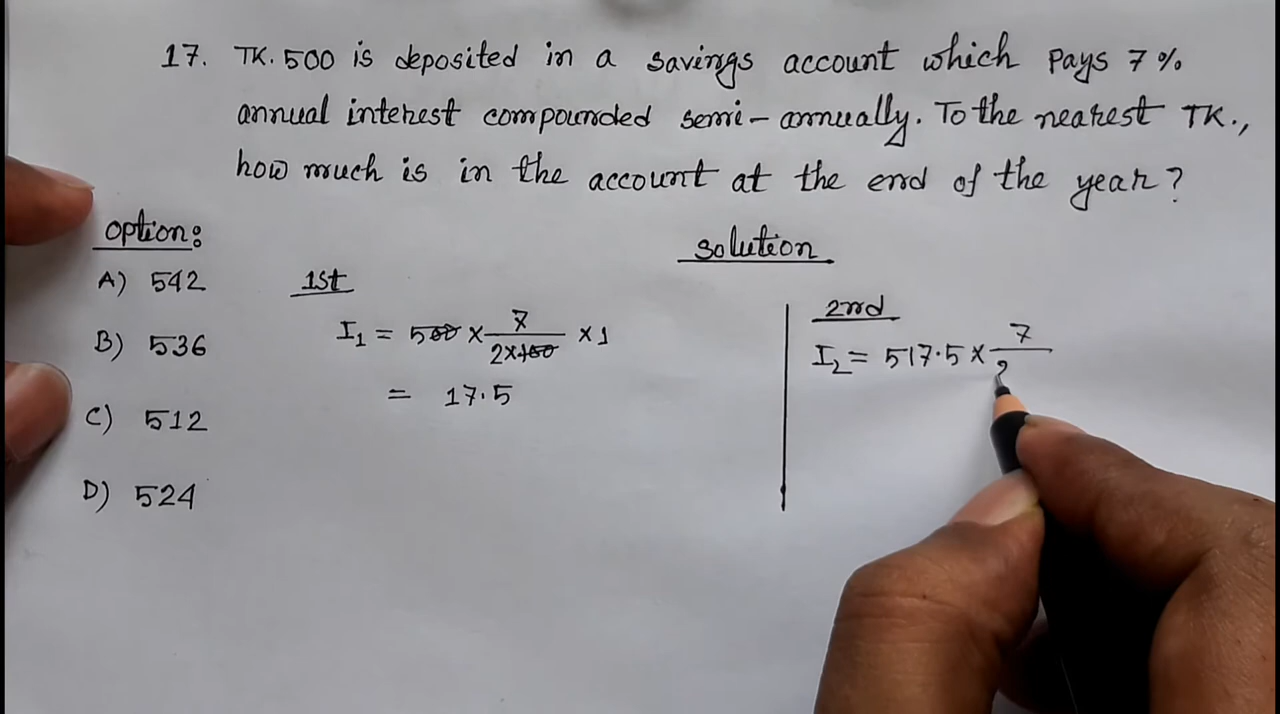 17. TK. 500 is deposited in a savings account which pays 7%
annual interest compounded semi-annually. To the nearest TK.,
how much is in the account at the end of the year?
option:
A) 542
B) 536
C) 512
D) 524
Solution
1st
I₁ = 500 × 7/(2×100) × 1
= 17.5
2nd
I₂ = 517.5 × 7/2